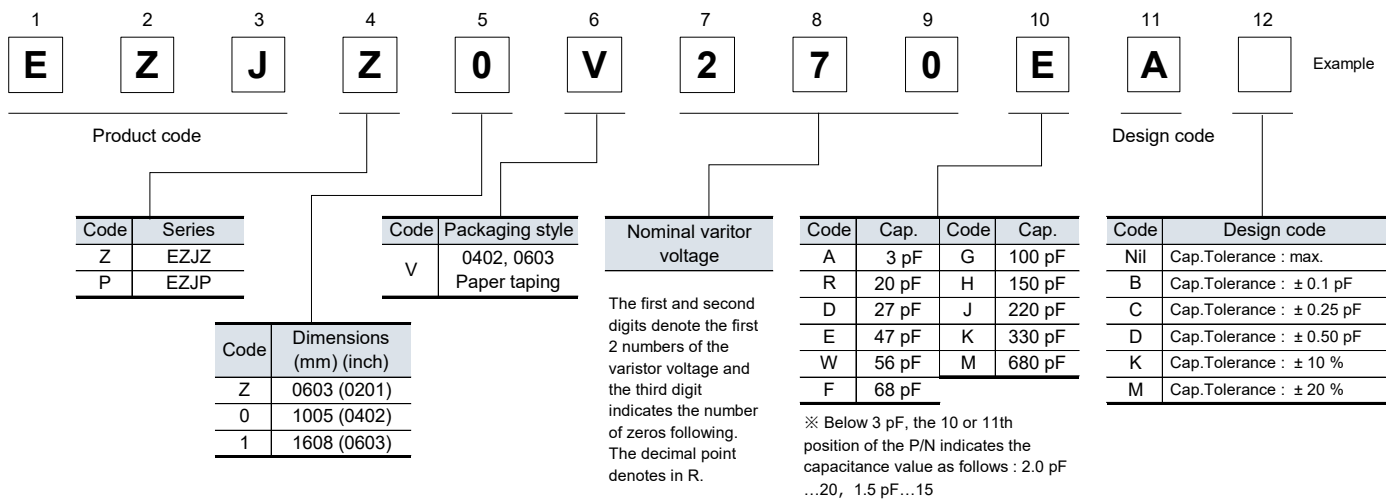 1 2 3 4 5 6 7 8 9 10 11 12
E Z J Z 0 V 2 7 0 E A Example
Product code
Design code
Code Series
Z EZJZ
P EZJP
Code Dimensions
(mm) (inch)
Z 0603 (0201)
0 1005 (0402)
1 1608 (0603)
Code Packaging style
V 0402, 0603
Paper taping
Nominal varitor
voltage
The first and second
digits denote the first
2 numbers of the
varistor voltage and
the third digit
indicates the number
of zeros following.
The decimal point
denotes in R.
Code Cap. Code Cap.
A 3 pF G 100 pF
R 20 pF H 150 pF
D 27 pF J 220 pF
E 47 pF K 330 pF
W 56 pF M 680 pF
F 68 pF
※ Below 3 pF, the 10 or 11th
position of the P/N indicates the
capacitance value as follows : 2.0 pF
…20, 1.5 pF…15
Code Design code
Nil Cap.Tolerance : max.
B Cap.Tolerance : ± 0.1 pF
C Cap.Tolerance : ± 0.25 pF
D Cap.Tolerance : ± 0.50 pF
K Cap.Tolerance : ± 10 %
M Cap.Tolerance : ± 20 %